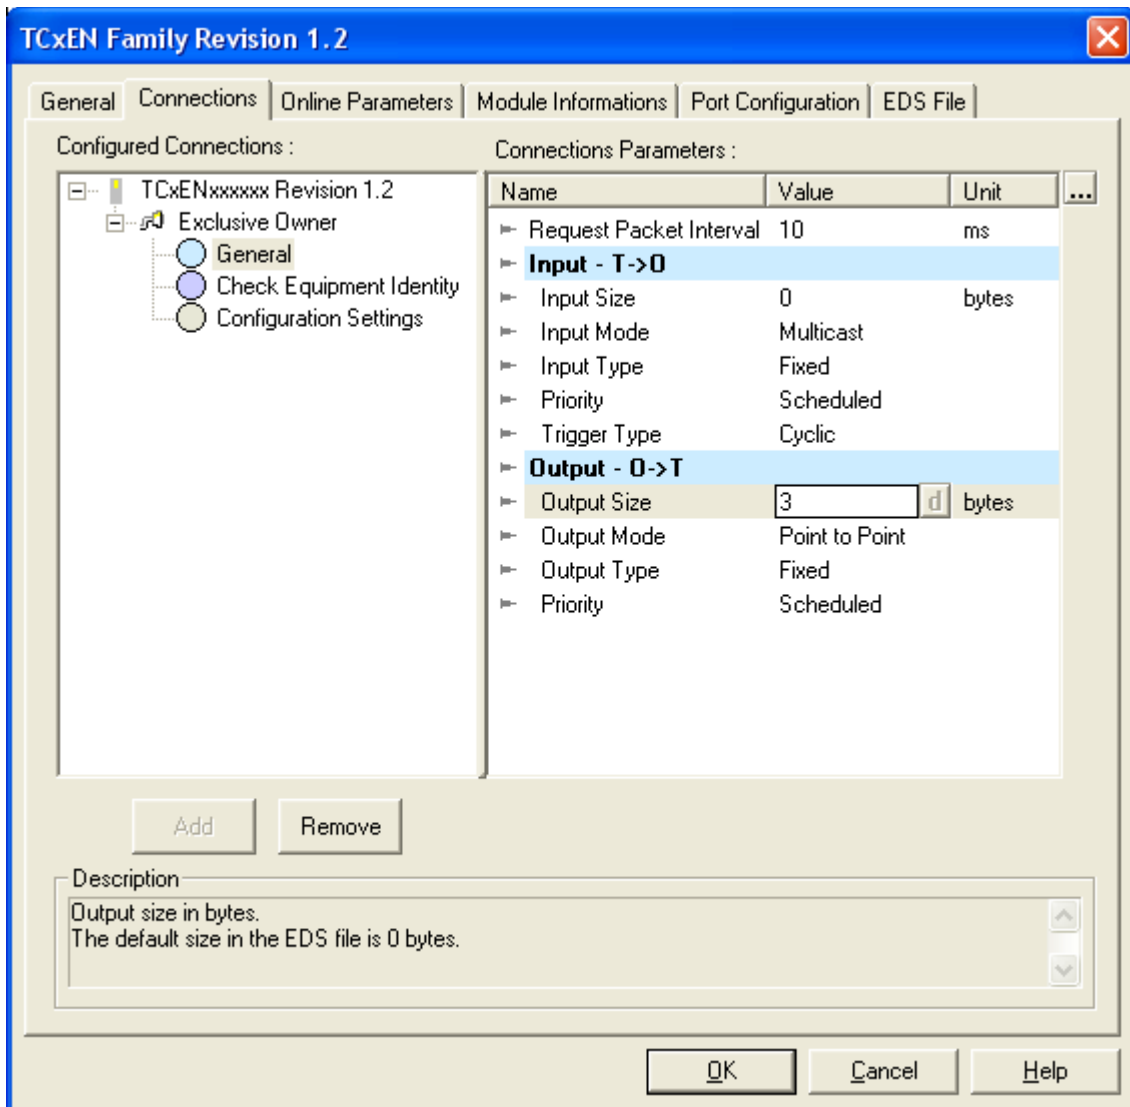 TCxEN Family Revision 1.2
General Connections Online Parameters Module Informations Port Configuration EDS File
Configured Connections :
TCxENxxxxxx Revision 1.2
Exclusive Owner
General
Check Equipment Identity
Configuration Settings
Connections Parameters :
Name Value Unit ...
Request Packet Interval 10 ms
Input - T->O
Input Size 0 bytes
Input Mode Multicast
Input Type Fixed
Priority Scheduled
Trigger Type Cyclic
Output - O->T
Output Size 3 d bytes
Output Mode Point to Point
Output Type Fixed
Priority Scheduled
Add Remove
Description
Output size in bytes.
The default size in the EDS file is 0 bytes.
OK Cancel Help